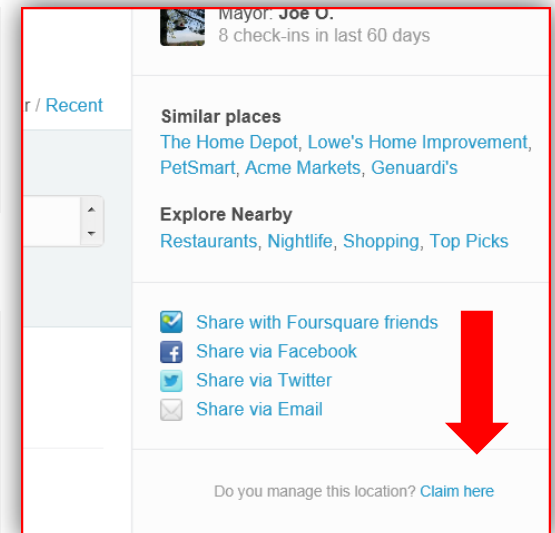 Mayor: Joe O.
8 check-ins in last 60 days
r / Recent
Similar places
The Home Depot, Lowe's Home Improvement,
PetSmart, Acme Markets, Genuardi's
Explore Nearby
Restaurants, Nightlife, Shopping, Top Picks
Share with Foursquare friends
Share via Facebook
Share via Twitter
Share via Email
Do you manage this location? Claim here